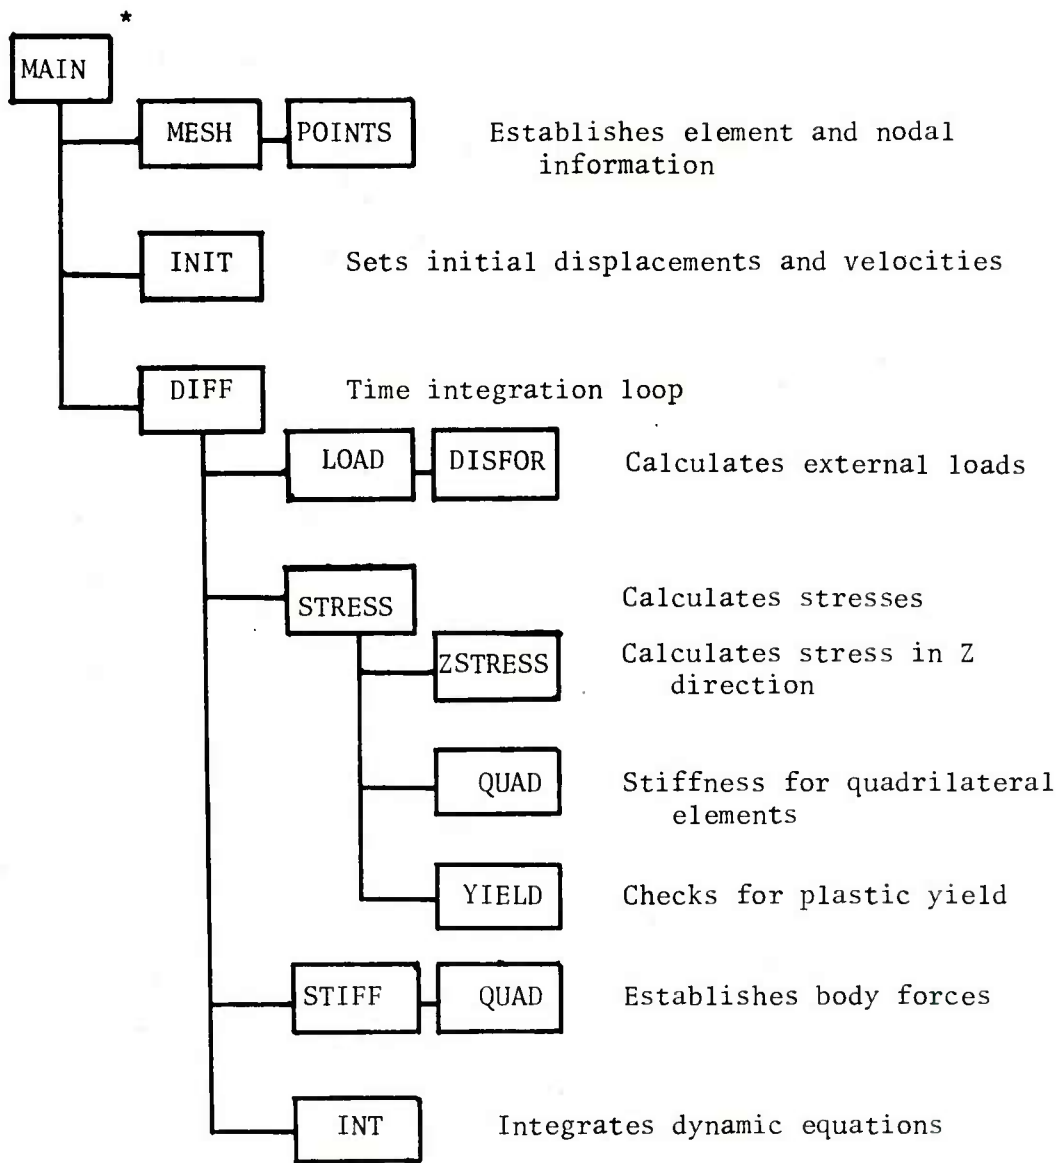 *
MAIN
MESH POINTS Establishes element and nodal
information
INIT Sets initial displacements and velocities
DIFF Time integration loop
LOAD DISFOR Calculates external loads
STRESS Calculates stresses
ZSTRESS Calculates stress in Z
direction
QUAD Stiffness for quadrilateral
elements
YIELD Checks for plastic yield
STIFF QUAD Establishes body forces
INT Integrates dynamic equations